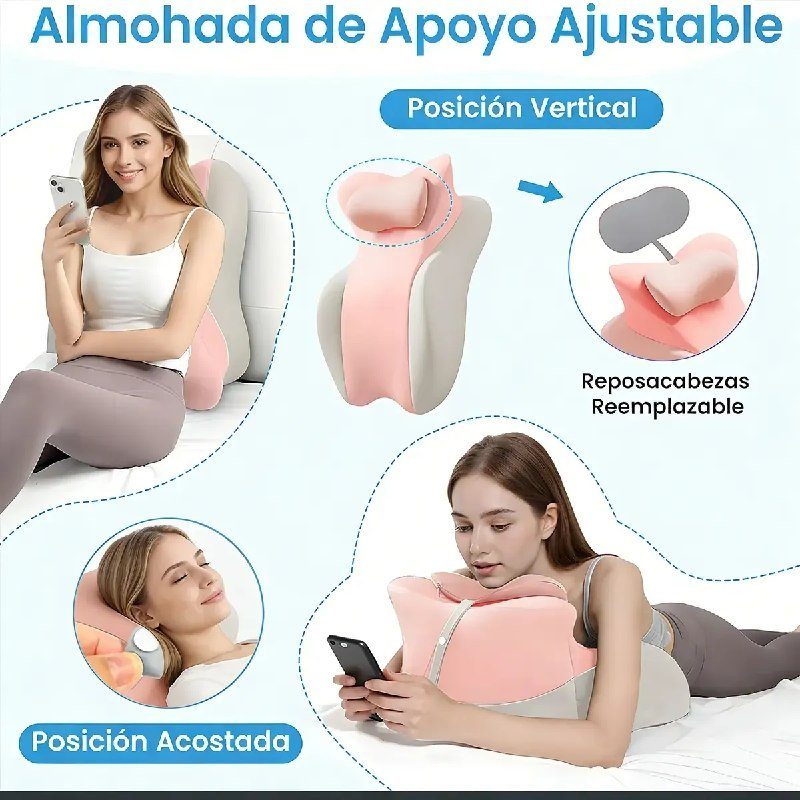 Almohada de Apoyo Ajustable
Posición Vertical
Reposacabezas
Reemplazable
Posición Acostada